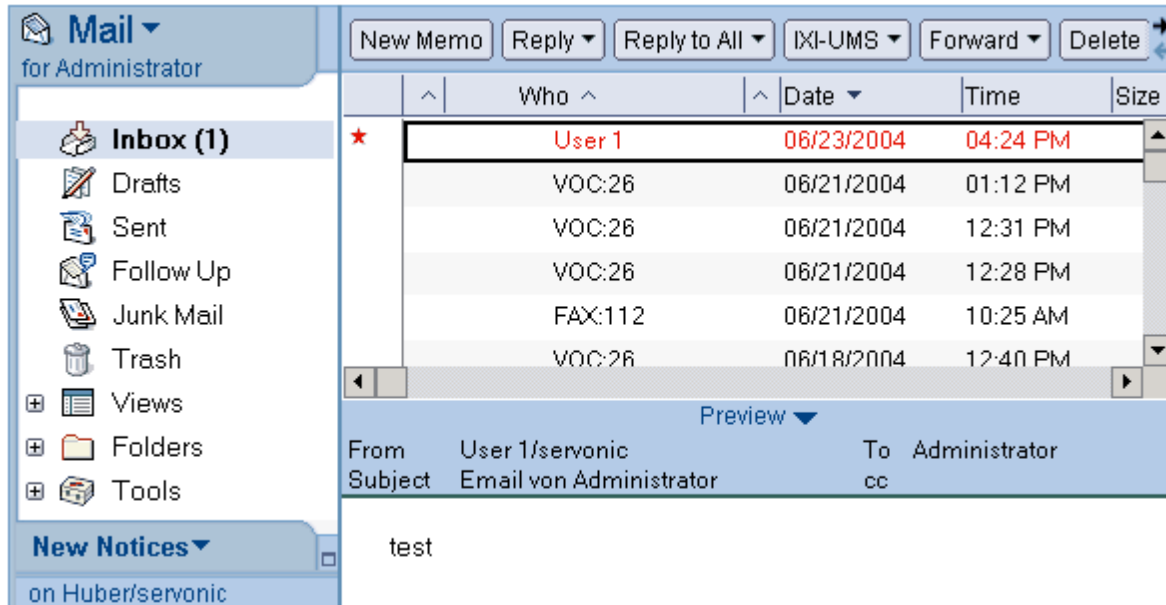 Mail
for Administrator
Inbox (1)
Drafts
Sent
Follow Up
Junk Mail
Trash
Views
Folders
Tools
New Notices
on Huber/servonic
New Memo Reply Reply to All IXI-UMS Forward Delete
Who Date Time Size
User 1 06/23/2004 04:24 PM
VOC:26 06/21/2004 01:12 PM
VOC:26 06/21/2004 12:31 PM
VOC:26 06/21/2004 12:28 PM
FAX:112 06/21/2004 10:25 AM
VOC:26 06/18/2004 12:40 PM
Preview
From User 1/servonic To Administrator
Subject Email von Administrator cc
test